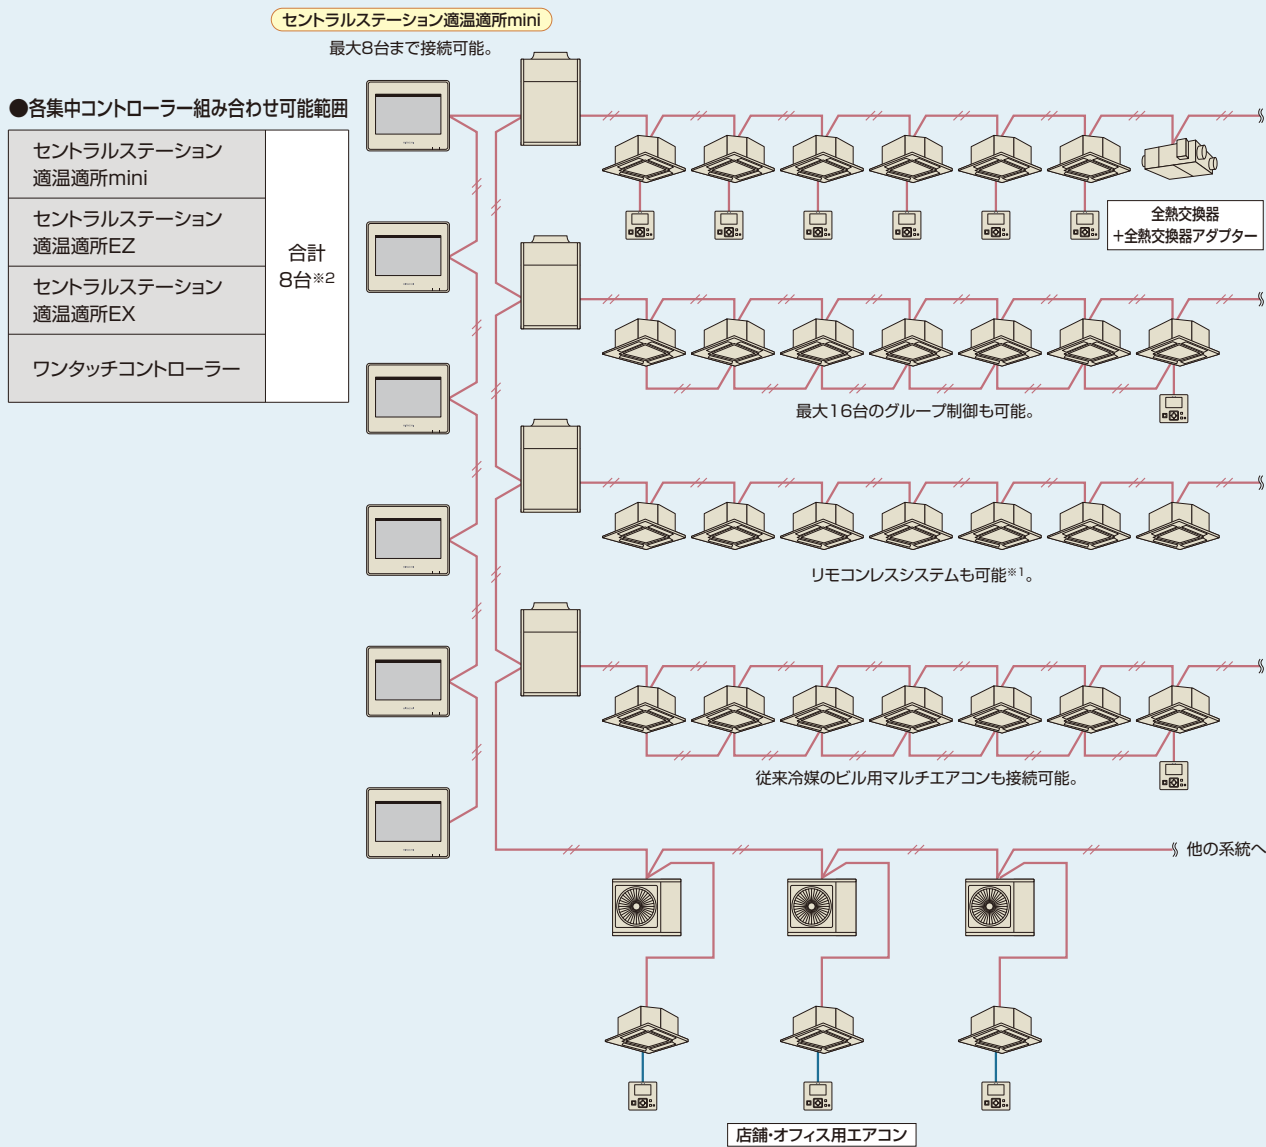 セントラルステーション適温適所mini
最大8台まで接続可能。
●各集中コントローラー組み合わせ可能範囲
セントラルステーション
適温適所mini
セントラルステーション
適温適所EZ
セントラルステーション
適温適所EX
ワンタッチコントローラー
合計
8台※2
全熱交換器
+全熱交換器アダプター
最大16台のグループ制御も可能。
リモコンレスシステムも可能※1。
従来冷媒のビル用マルチエアコンも接続可能。
他の系統へ
店舗・オフィス用エアコン